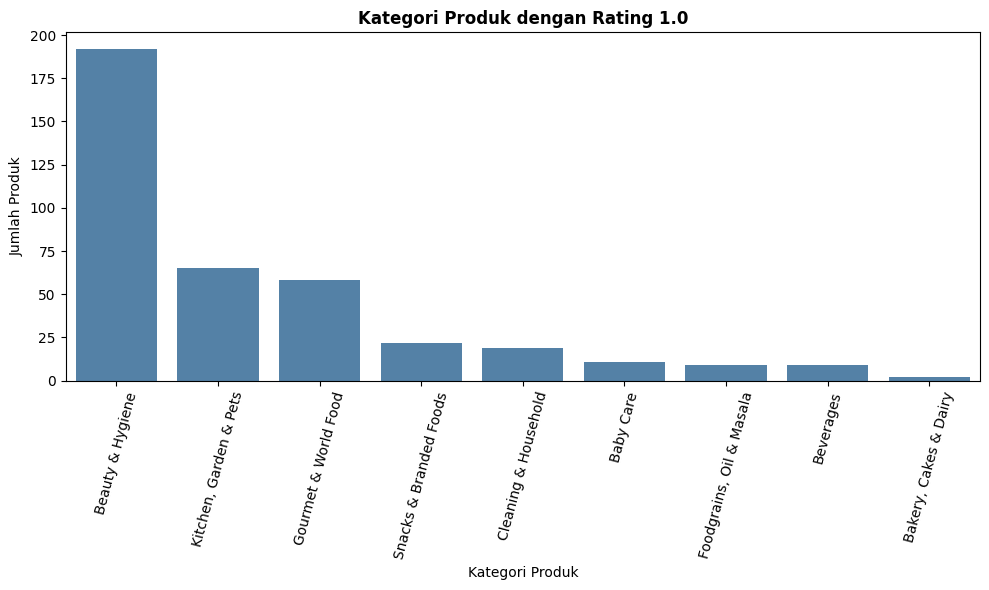 Kategori Produk dengan Rating 1.0
Jumlah Produk
200
175
150
125
100
75
50
25
0
Beauty & Hygiene
Kitchen, Garden & Pets
Gourmet & World Food
Snacks & Branded Foods
Cleaning & Household
Baby Care
Foodgrains, Oil & Masala
Beverages
Bakery, Cakes & Dairy
Kategori Produk